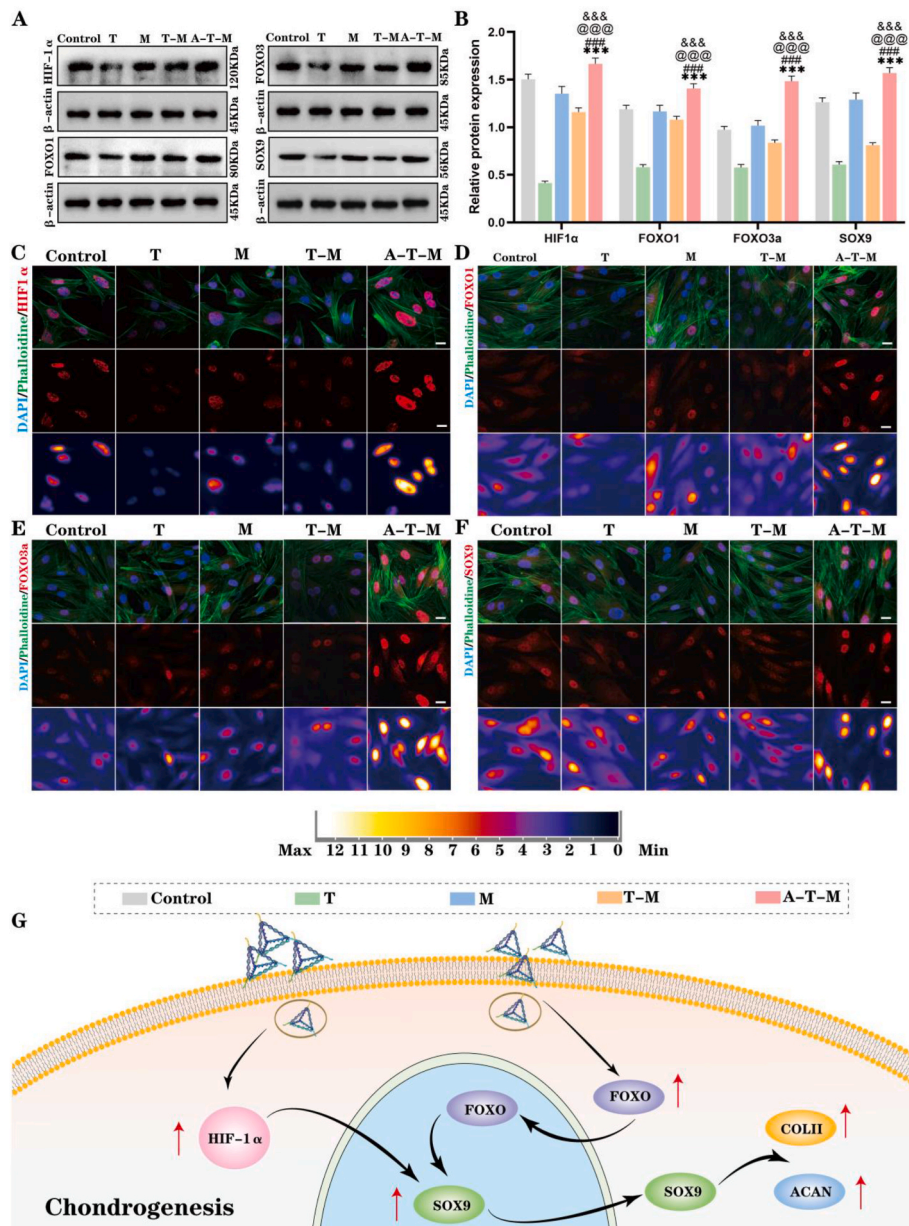 A
Control T M T-M A-T-M
HIF-1α
120KDa
β-actin
45KDa
FOXO1
80KDa
β-actin
45KDa
Control T M T-M A-T-M
FOXO3
85KDa
β-actin
45KDa
SOX9
56KDa
β-actin
45KDa
B
Relative protein expression
2.0
1.5
1.0
0.5
0.0
&&&
@@@
###
***
&&&
@@@
###
***
&&&
@@@
###
***
&&&
@@@
###
***
HIF1α FOXO1 FOXO3a SOX9
C
Control T M T-M A-T-M
DAPI/Phalloidine/HIF1α
D
Control T M T-M A-T-M
DAPI/Phalloidine/FOXO1
E
Control T M T-M A-T-M
DAPI/Phalloidine/FOXO3a
F
Control T M T-M A-T-M
DAPI/Phalloidine/SOX9
Max 12 11 10 9 8 7 6 5 4 3 2 1 0 Min
Control T M T-M A-T-M
G
FOXO
FOXO
HIF-1α
COLII
SOX9
SOX9
ACAN
Chondrogenesis